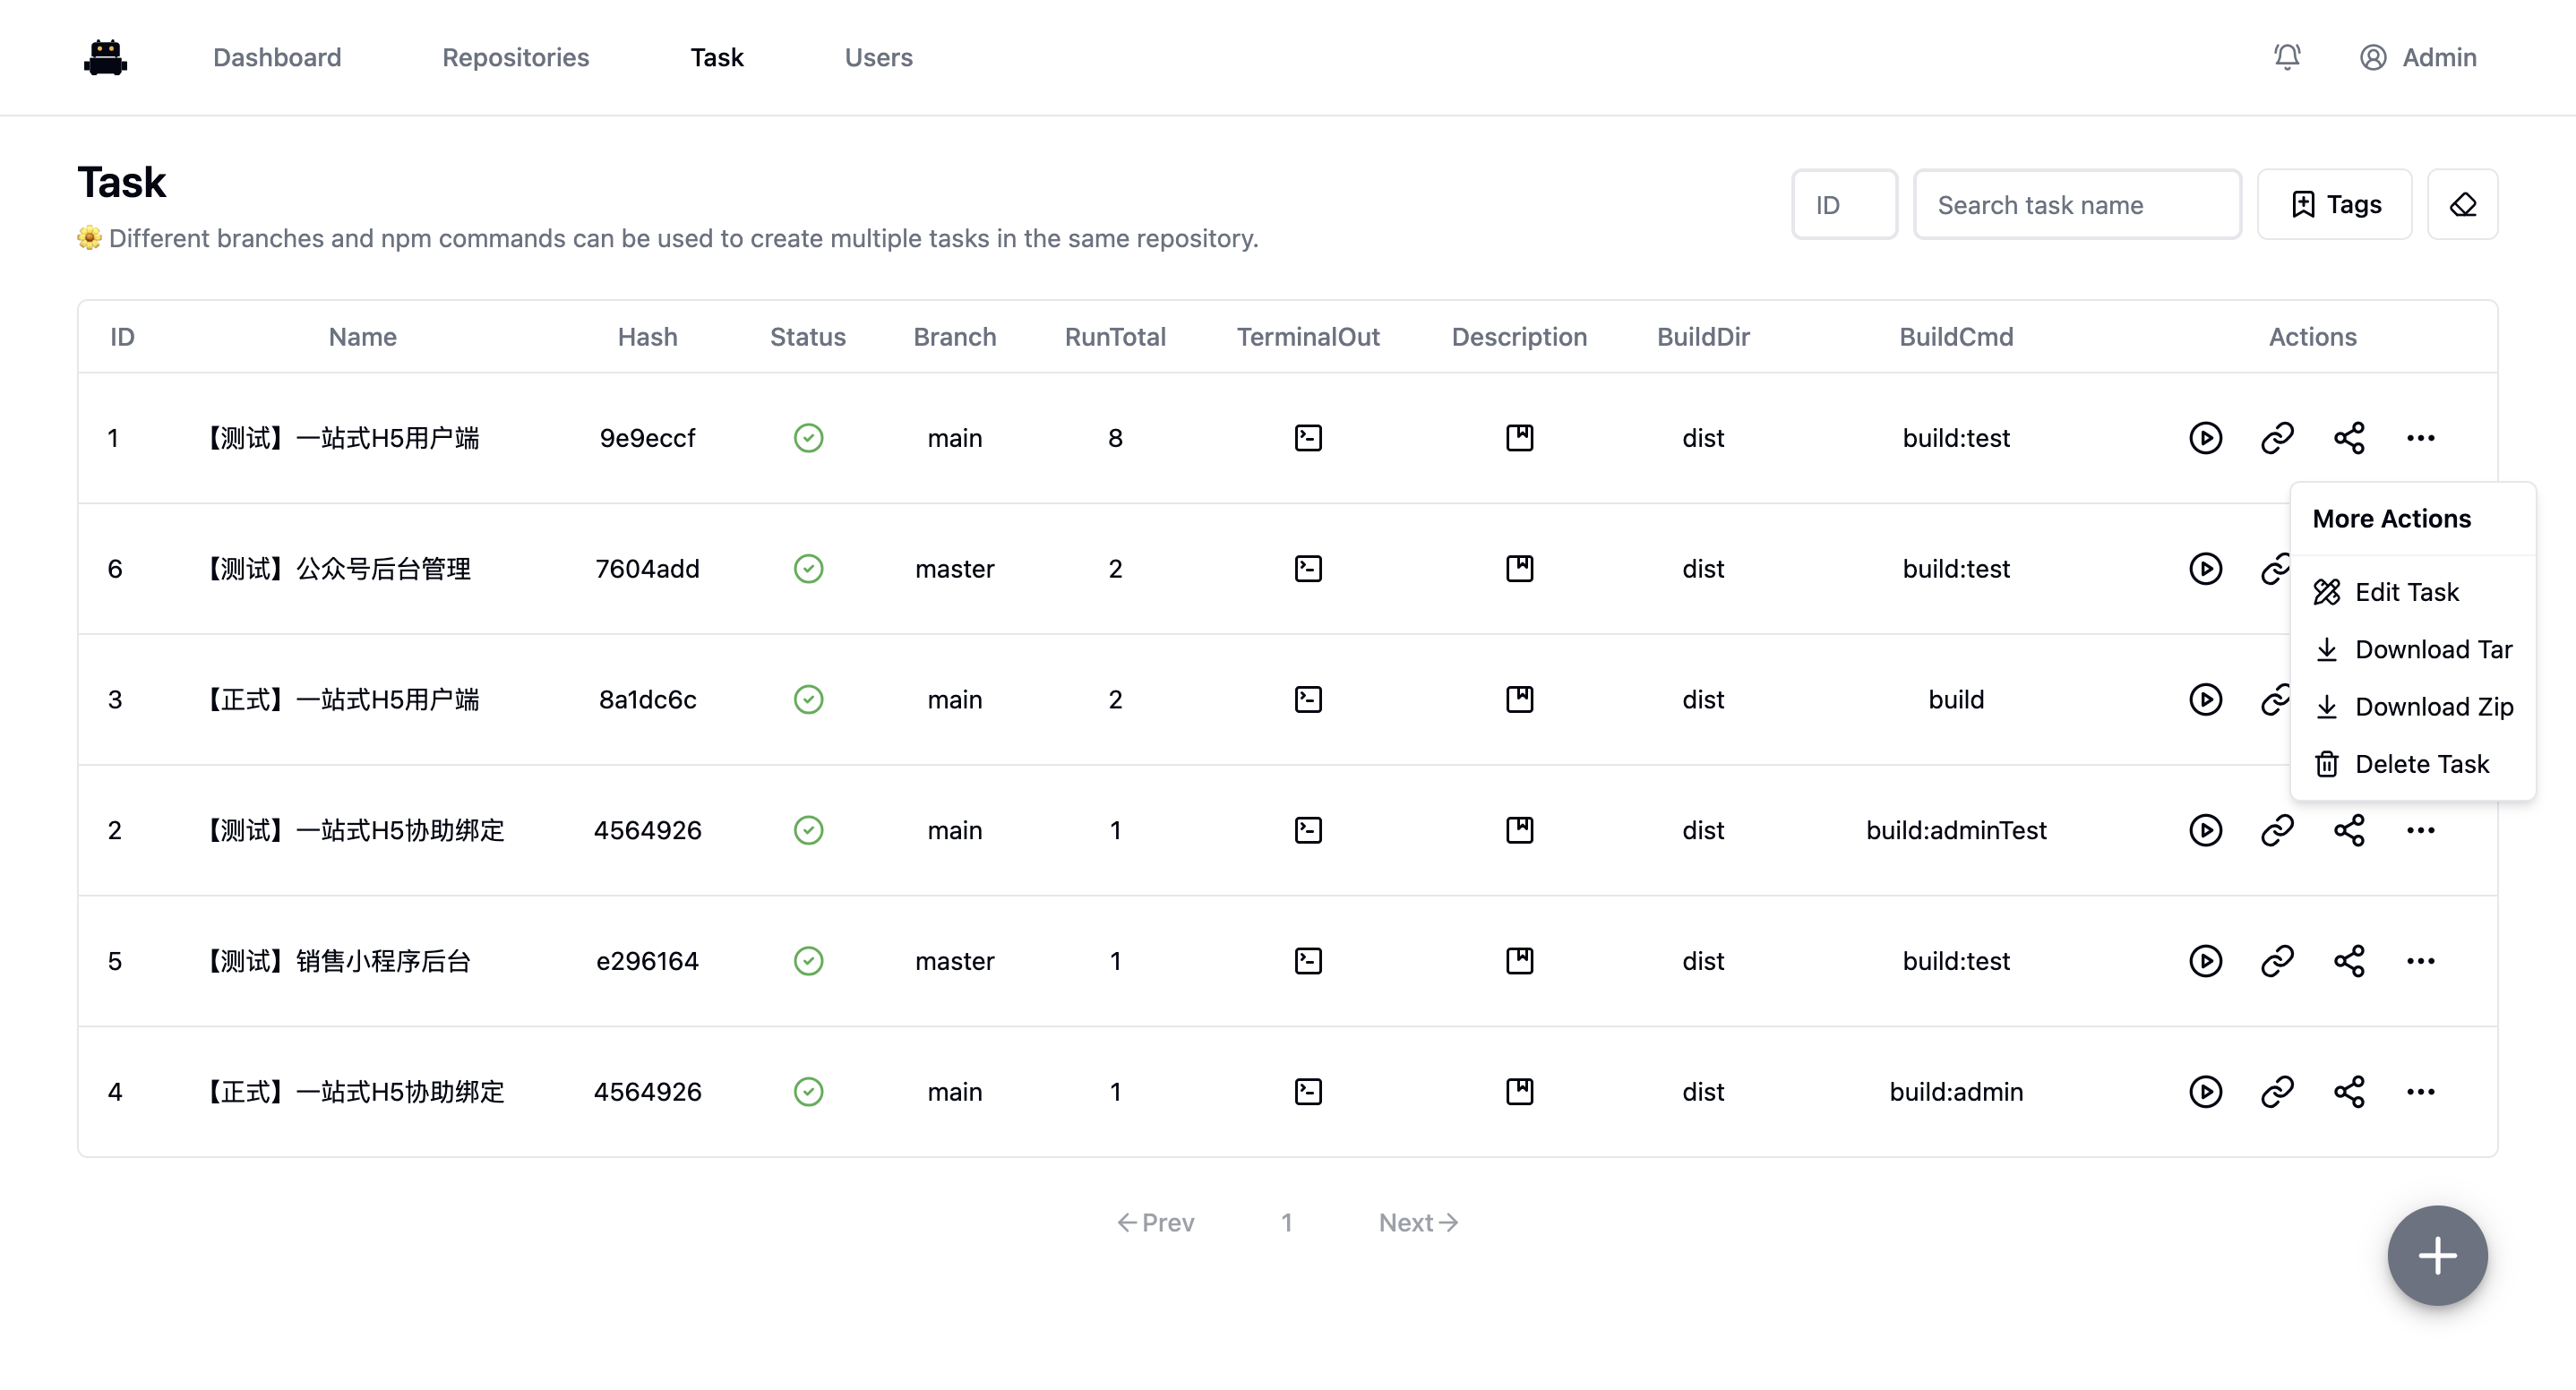 Dashboard Repositories Task Users Admin
Task
Different branches and npm commands can be used to create multiple tasks in the same repository.
ID Search task name Tags
ID Name Hash Status Branch RunTotal TerminalOut Description BuildDir BuildCmd Actions
1 【测试】一站式H5用户端 9e9eccf main 8 dist build:test
6 【测试】公众号后台管理 7604add master 2 dist build:test
3 【正式】一站式H5用户端 8a1dc6c main 2 dist build
2 【测试】一站式H5协助绑定 4564926 main 1 dist build:adminTest
5 【测试】销售小程序后台 e296164 master 1 dist build:test
4 【正式】一站式H5协助绑定 4564926 main 1 dist build:admin
More Actions
Edit Task
Download Tar
Download Zip
Delete Task
Prev 1 Next